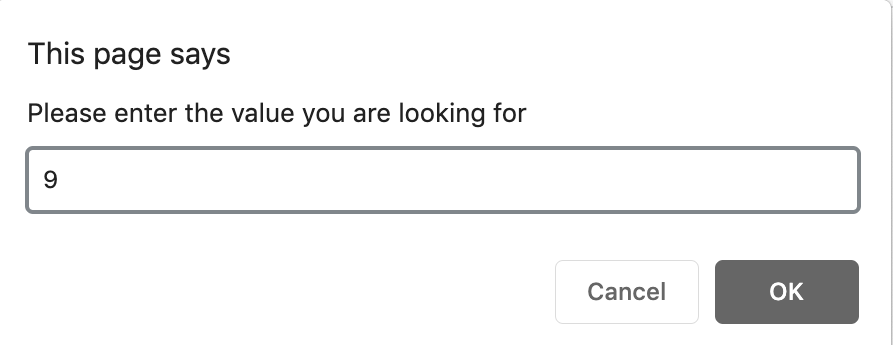 This page says
Please enter the value you are looking for
9
Cancel
OK